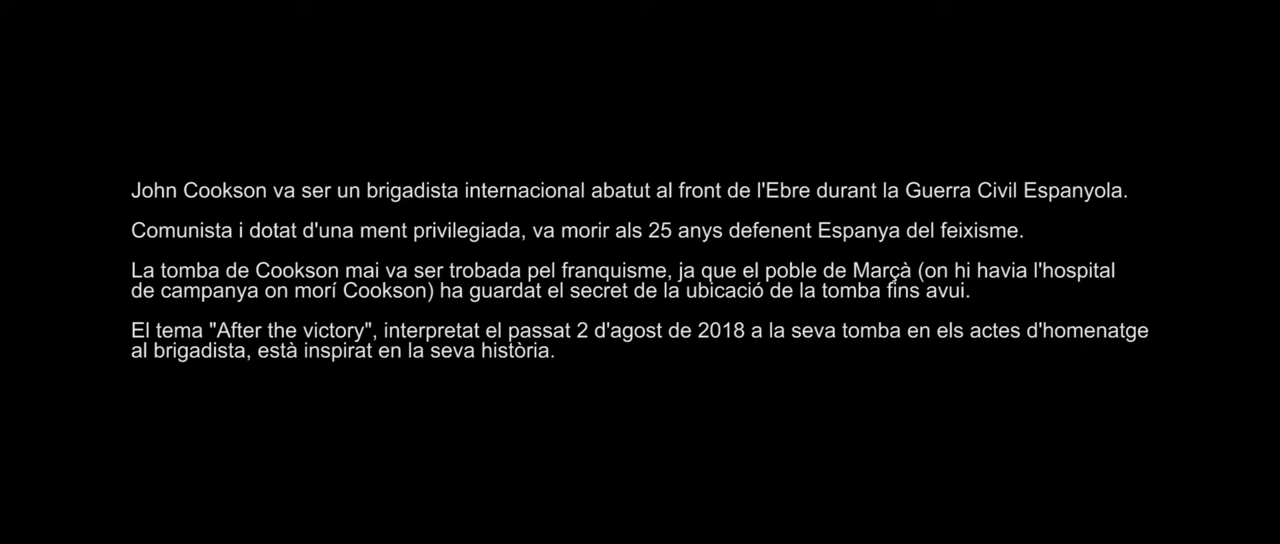 John Cookson va ser un brigadista internacional abatut al front de l'Ebre durant la Guerra Civil Espanyola.
Comunista i dotat d'una ment privilegiada, va morir als 25 anys defenent Espanya del feixisme.
La tomba de Cookson mai va ser trobada pel franquisme, ja que el poble de Marçà (on hi havia l'hospital
de campanya on morí Cookson) ha guardat el secret de la ubicació de la tomba fins avui.
El tema "After the victory", interpretat el passat 2 d'agost de 2018 a la seva tomba en els actes d'homenatge
al brigadista, està inspirat en la seva història.